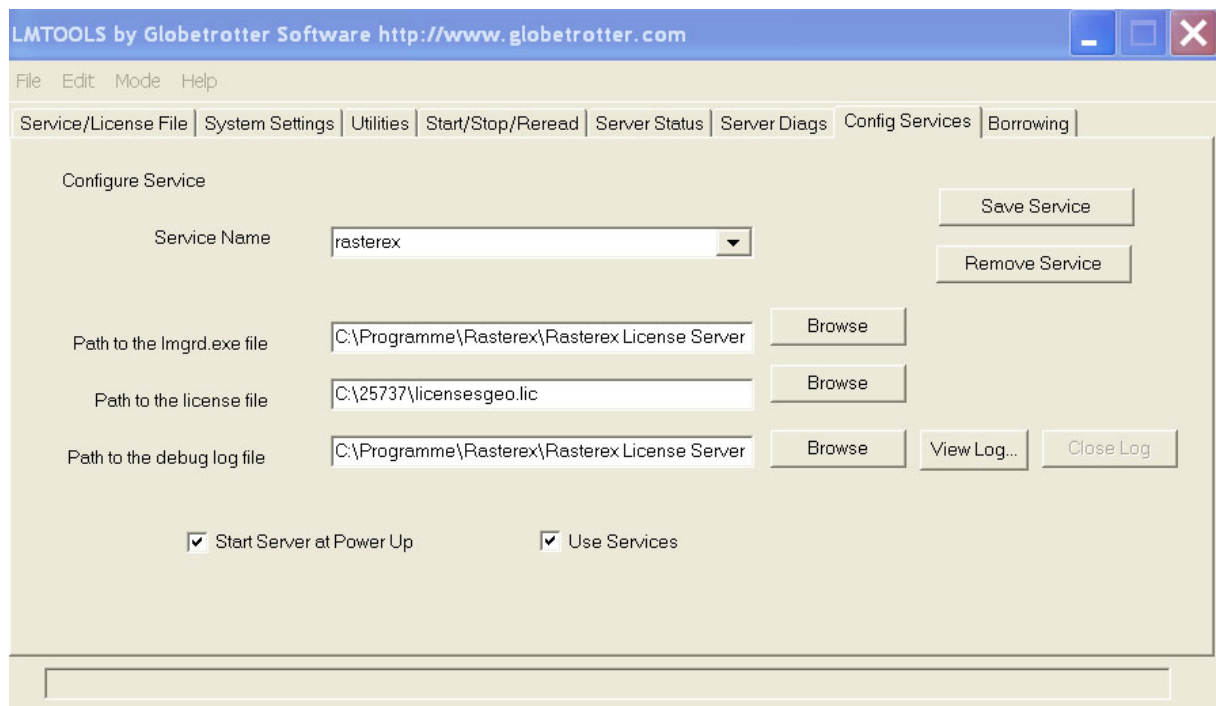 LMTOOLS by Globetrotter Software http://www.globetrotter.com
File Edit Mode Help
Service/License File System Settings Utilities Start/Stop/Reread Server Status Server Diags Config Services Borrowing
Configure Service
Save Service
Service Name rasterex
Remove Service
Path to the lmgrd.exe file C:\Programme\Rasterex\Rasterex License Server Browse
Path to the license file C:\25737\licensesgeo.lic Browse
Path to the debug log file C:\Programme\Rasterex\Rasterex License Server Browse View Log... Close Log
Start Server at Power Up Use Services